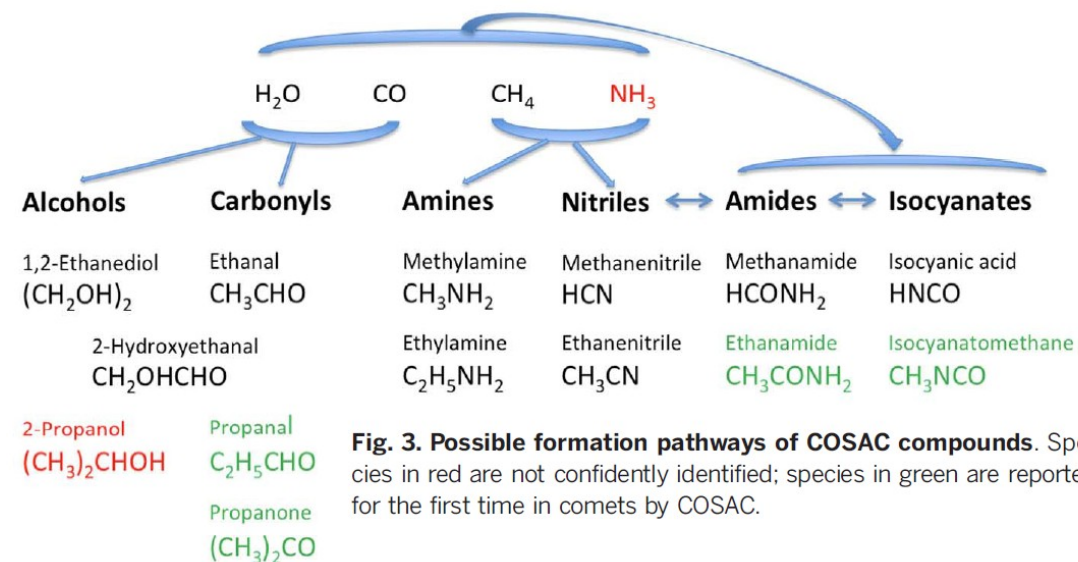 H₂O CO CH₄ NH₃
Alcohols Carbonyls Amines Nitriles Amides Isocyanates
1,2-Ethanediol Ethanal Methylamine Methanenitrile Methanamide Isocyanic acid
(CH₂OH)₂ CH₃CHO CH₃NH₂ HCN HCONH₂ HNCO
2-Hydroxyethanal Ethylamine Ethanenitrile Ethanamide Isocyanatomethane
CH₂OHCHO C₂H₅NH₂ CH₃CN CH₃CONH₂ CH₃NCO
2-Propanol Propanal
(CH₃)₂CHOH C₂H₅CHO
Propanone
(CH₃)₂CO
Fig. 3. Possible formation pathways of COSAC compounds. Spe
cies in red are not confidently identified; species in green are reporte
for the first time in comets by COSAC.